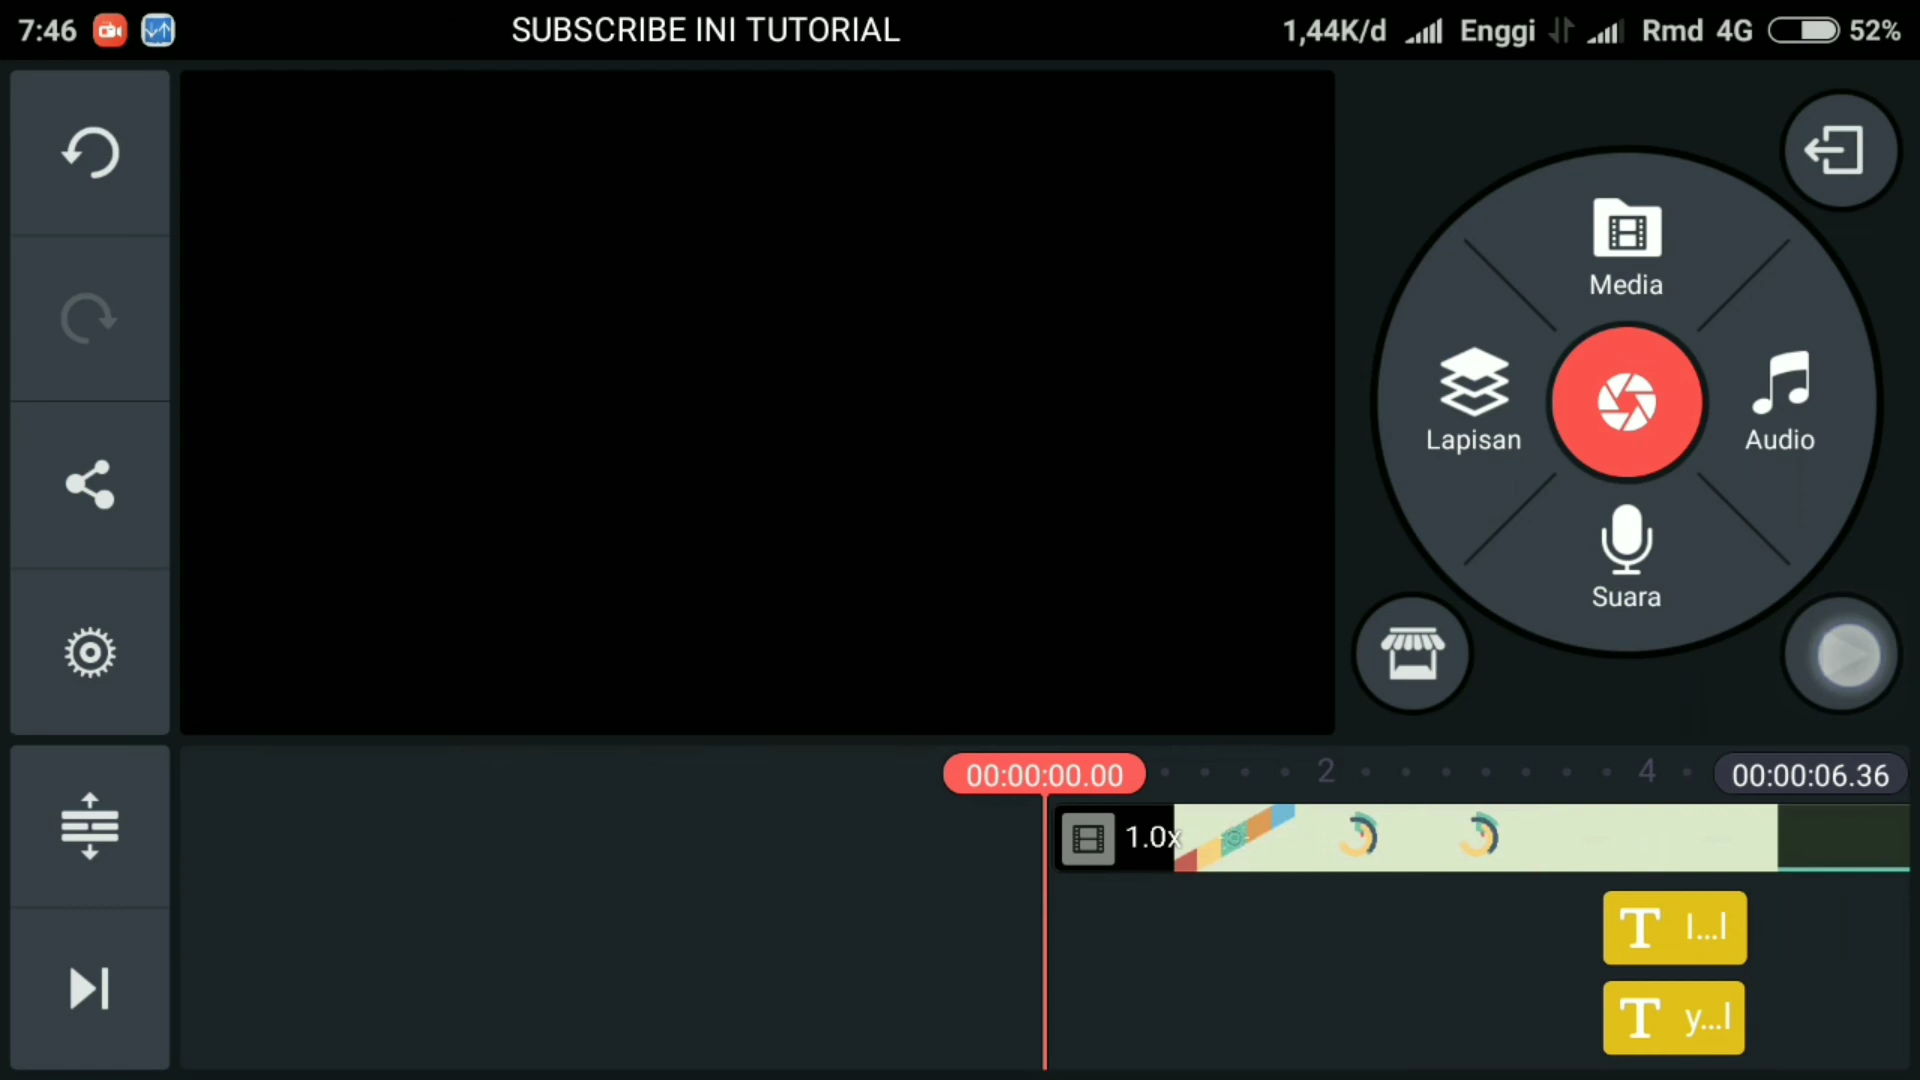 7:46
SUBSCRIBE INI TUTORIAL
1,44K/d Enggi Rmd 4G 52%
Media
Lapisan
Audio
Suara
00:00:00.00
2
4
00:00:06.36
1.0x
T I...l
T y...l